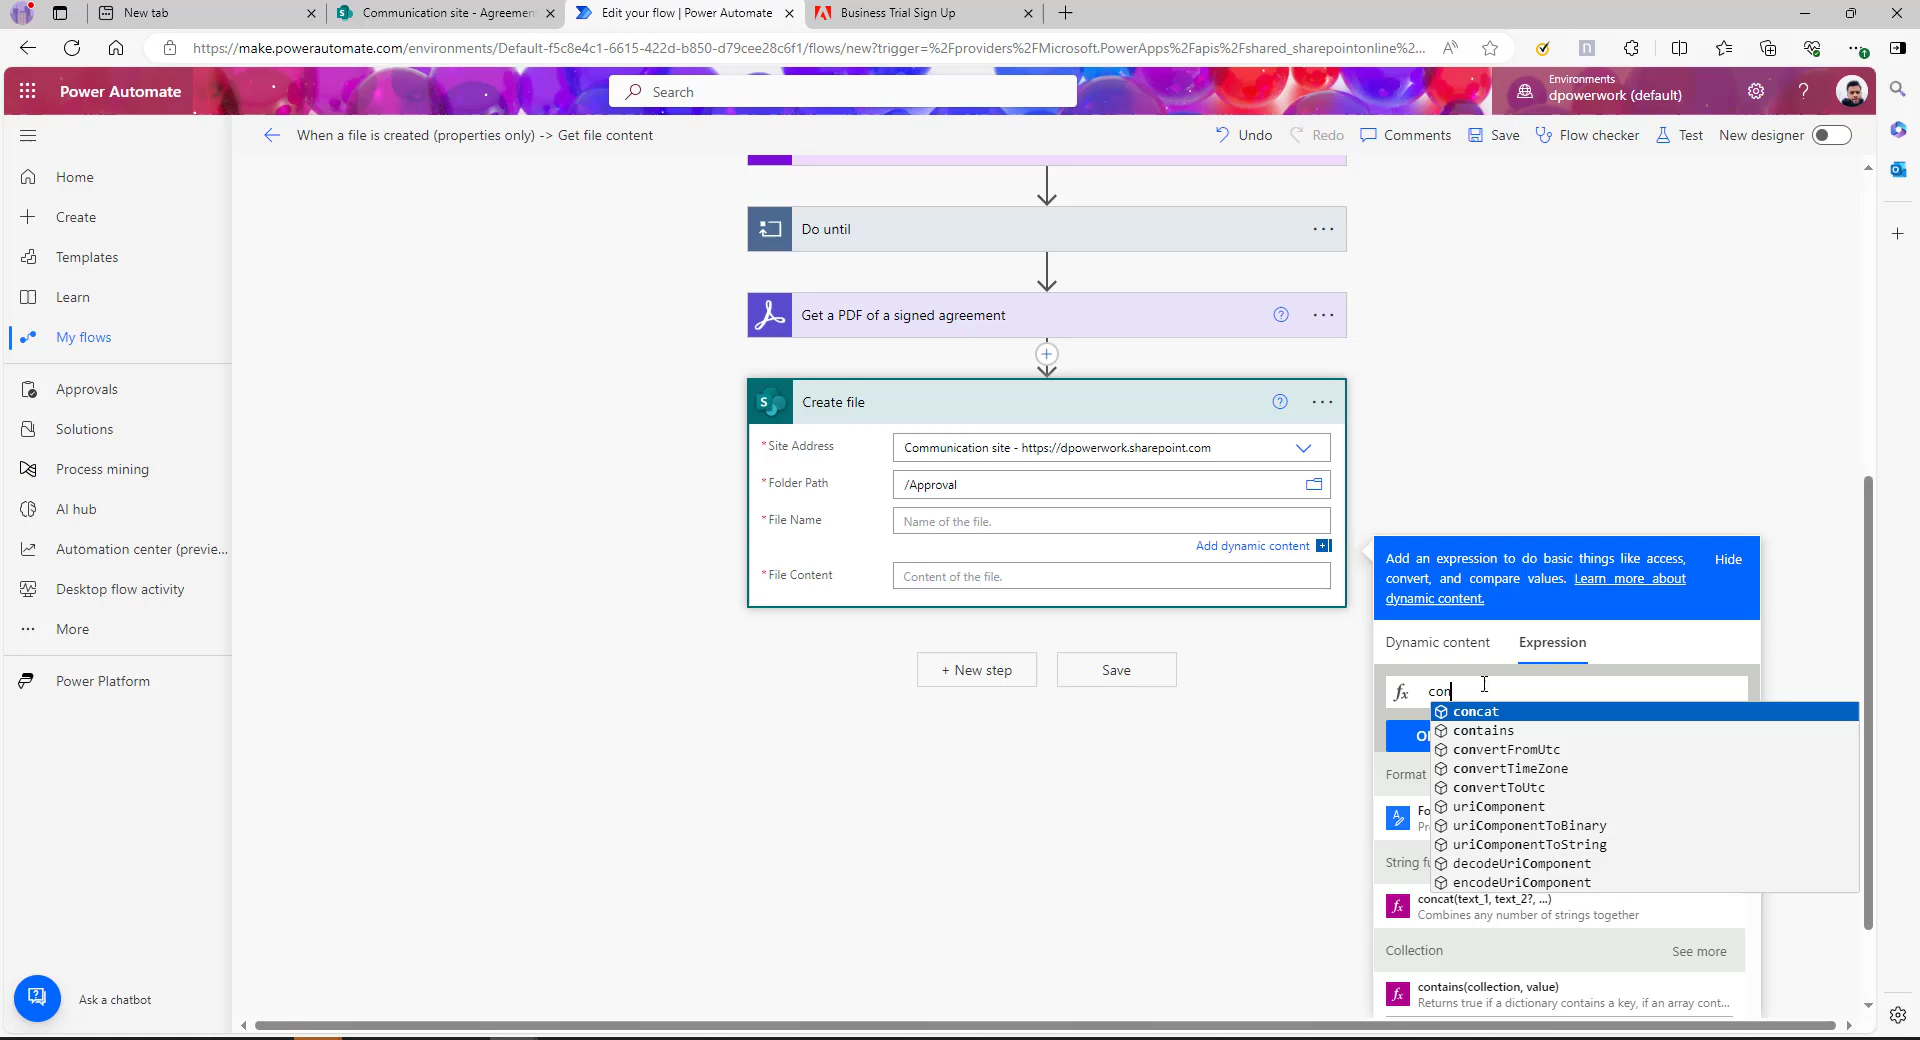 New tab
Communication site - Agreemen
Edit your flow | Power Automate
Business Trial Sign Up
https://make.powerautomate.com/environments/Default-f5c8e4c1-6615-422d-b850-d79cee28c6f1/flows/new?trigger=%2Fproviders%2FMicrosoft.PowerApps%2Fapis%2Fshared_sharepointonline%2...
Power Automate
Search
Environments
dpowerwork (default)
When a file is created (properties only) -> Get file content
Undo
Redo
Comments
Save
Flow checker
Test
New designer
Home
Create
Templates
Learn
My flows
Approvals
Solutions
Process mining
AI hub
Automation center (previe...
Desktop flow activity
More
Power Platform
Ask a chatbot
Do until
Get a PDF of a signed agreement
Create file
*Site Address
Communication site - https://dpowerwork.sharepoint.com
*Folder Path
/Approval
*File Name
Name of the file.
Add dynamic content
*File Content
Content of the file.
+ New step
Save
Add an expression to do basic things like access,
convert, and compare values. Learn more about
dynamic content.
Hide
Dynamic content
Expression
fx con
concat
contains
convertFromUtc
convertTimeZone
convertToUtc
uriComponent
uriComponentToBinary
uriComponentToString
decodeUriComponent
encodeUriComponent
Format
Fo
Pr
String fu
concat(text_1, text_2?, ...)
Combines any number of strings together
Collection
See more
contains(collection, value)
Returns true if a dictionary contains a key, if an array cont...